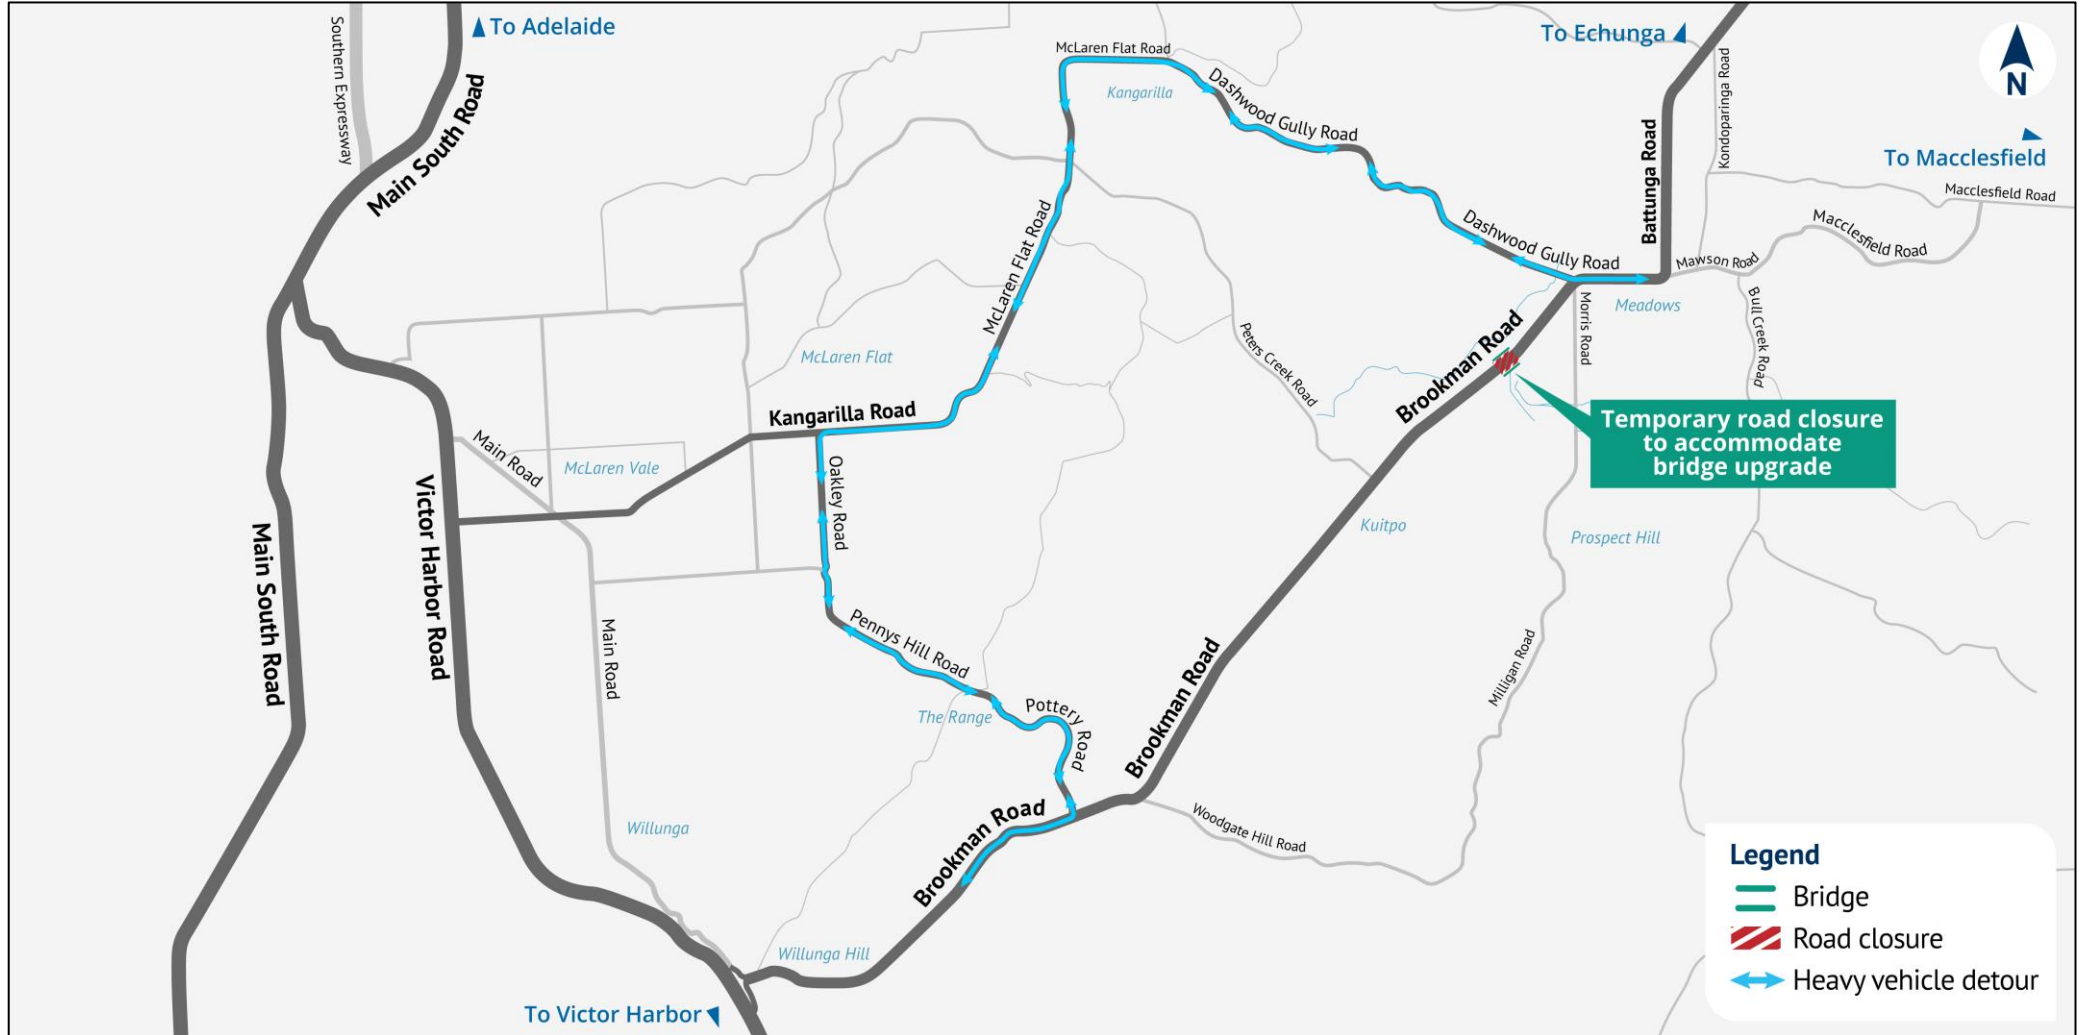 To Adelaide
To Echunga
N
Southern Expressway
Main South Road
McLaren Flat Road
Kangarilla
Dashwood Gully Road
Kondoparinga Road
Battunga Road
To Macclesfield
Macclesfield Road
Macclesfield Road
McLaren Flat Road
Dashwood Gully Road
Mawson Road
Meadows
Morris Road
Bull Creek Road
McLaren Flat
Peters Creek Road
Brookman Road
Temporary road closure
to accommodate
bridge upgrade
Kangarilla Road
Main Road
McLaren Vale
Oakley Road
Victor Harbor Road
Main South Road
Kuitpo
Prospect Hill
Main Road
Pennys Hill Road
The Range
Pottery Road
Brookman Road
Milligan Road
Willunga
Brookman Road
Woodgate Hill Road
Willunga Hill
To Victor Harbor
Legend
Bridge
Road closure
Heavy vehicle detour